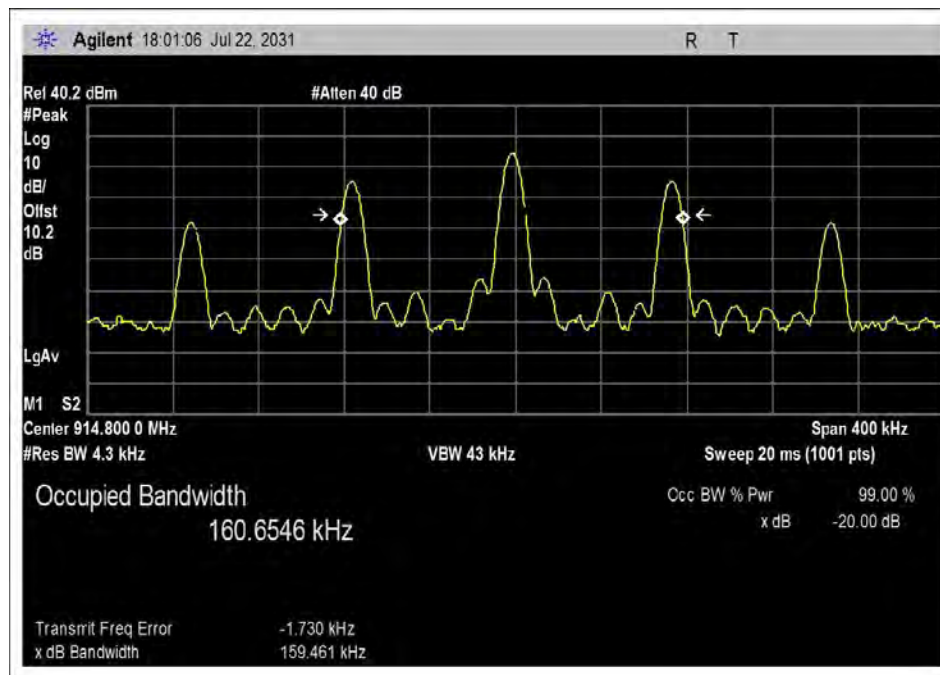 Agilent 18:01:06 Jul 22, 2031 R T
Ref 40.2 dBm #Atten 40 dB
#Peak
Log
10
dB/
Offst
10.2
dB
LgAv
M1 S2
Center 914.800 0 MHz Span 400 kHz
#Res BW 4.3 kHz VBW 43 kHz Sweep 20 ms (1001 pts)
Occupied Bandwidth Occ BW % Pwr 99.00 %
160.6546 kHz x dB -20.00 dB
Transmit Freq Error -1.730 kHz
x dB Bandwidth 159.461 kHz